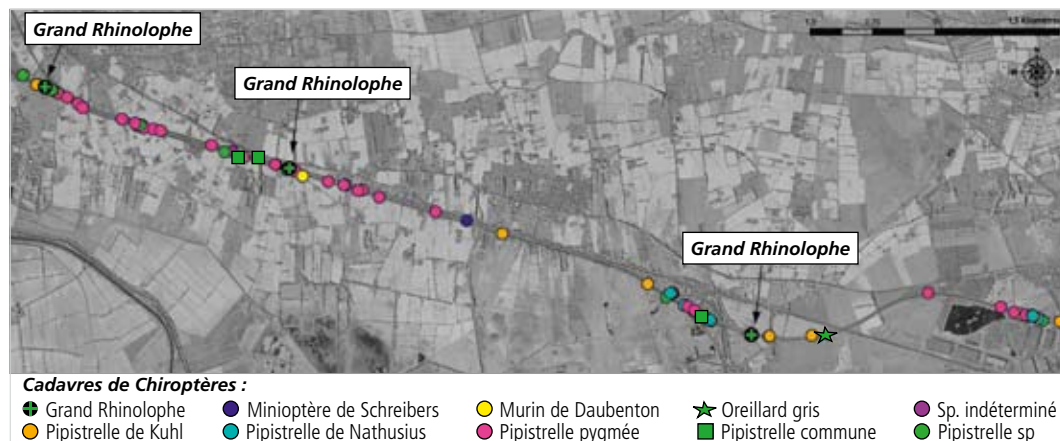 Grand Rhinolophe
Grand Rhinolophe
Grand Rhinolophe
Cadavres de Chiroptères :
Grand Rhinolophe Minioptère de Schreibers Murin de Daubenton Oreillard gris Sp. indéterminé
Pipistrelle de Kuhl Pipistrelle de Nathusius Pipistrelle pygmée Pipistrelle commune Pipistrelle sp